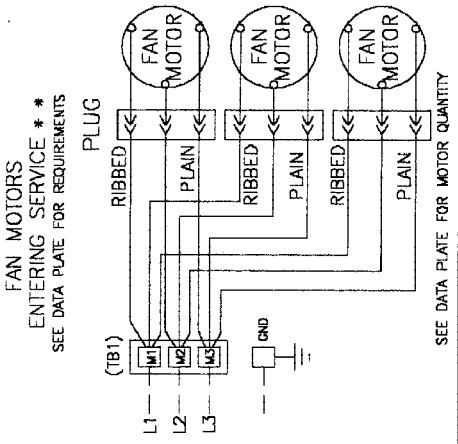 FAN MOTORS
ENTERING SERVICE * *
SEE DATA PLATE FOR REQUIREMENTS
PLUG
FAN
MOTOR
FAN
MOTOR
FAN
MOTOR
RIBBED
PLAIN
RIBBED
PLAIN
RIBBED
PLAIN
(TB1)
M1
M2
M3
L1
L2
L3
GND
SEE DATA PLATE FOR MOTOR QUANTITY